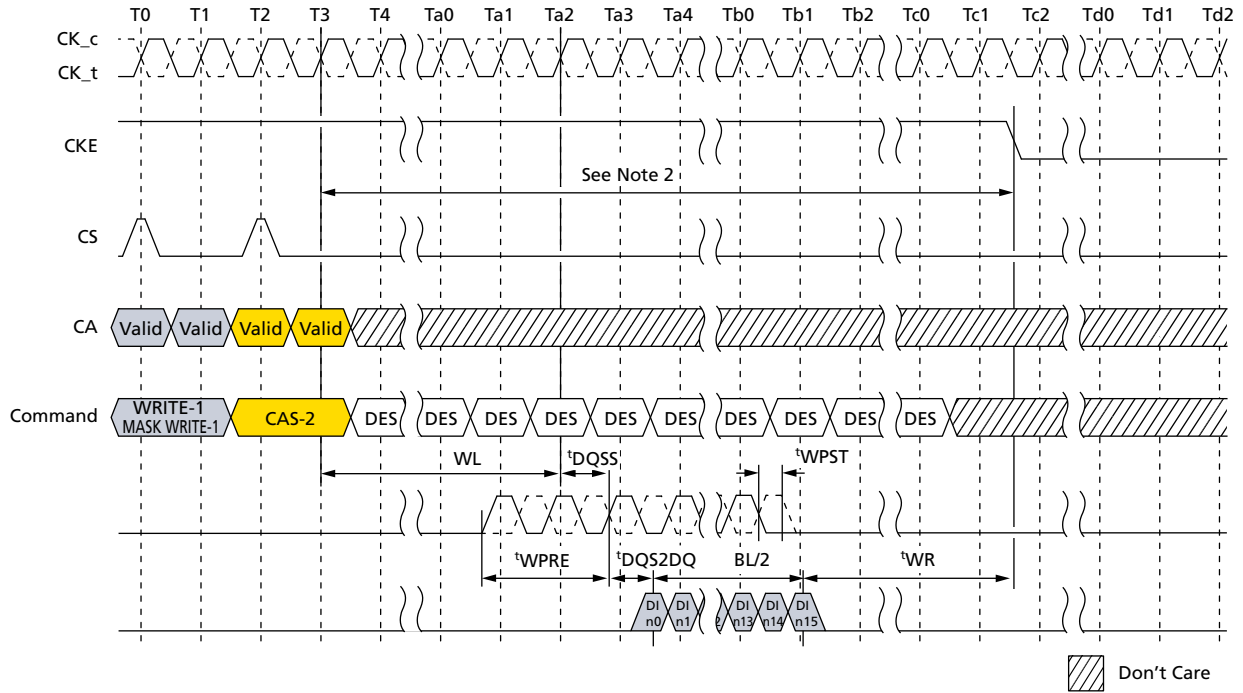 T0 T1 T2 T3 T4 Ta0 Ta1 Ta2 Ta3 Ta4 Tb0 Tb1 Tb2 Tc0 Tc1 Tc2 Td0 Td1 Td2
CK_c
CK_t
CKE
See Note 2
CS
CA Valid Valid Valid Valid
WRITE-1
Command MASK WRITE-1 CAS-2 DES DES DES DES DES DES DES DES DES DES
WL tDQSS tWPST
tWPRE tDQS2DQ BL/2 tWR
DI DI DI DI DI
n0 n1 2 n13 n14 n15
Don't Care